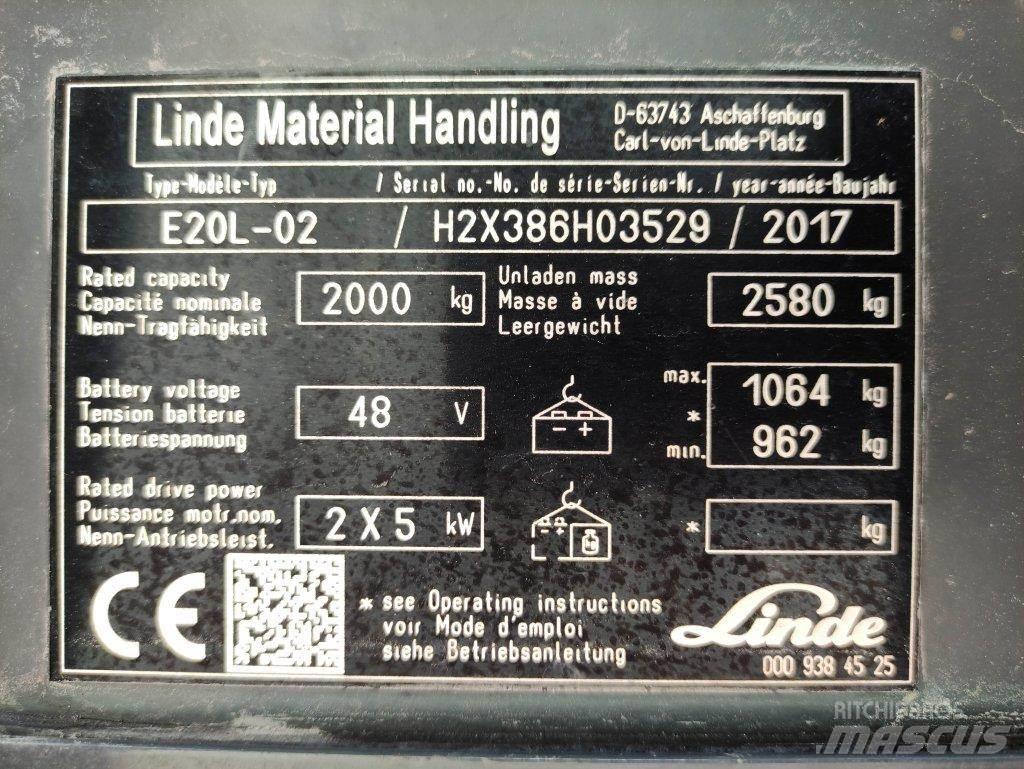 Linde Material Handling
D-63743 Aschaffenburg
Carl-von-Linde-Platz
Type-Modèle-Typ / Serial no.-No. de série-Serien-Nr. / year-année-Baujahr
E20L-02 / H2X386H03529 / 2017
Rated capacity
Capacité nominale
Nenn-Tragfähigkeit
2000 kg
Unladen mass
Masse à vide
Leergewicht
2580 kg
Battery voltage
Tension batterie
Batteriespannung
48 V
- +
max. 1064 kg
*
min. 962 kg
Rated drive power
Puissance motr.nom.
Nenn-Antriebsleist.
2 X 5 kW
- +
kg
* kg
CE
* see Operating instructions
voir Mode d'emploi
siehe Betriebsanleitung
Linde
000 938 45 25
RITCHIE BROS
MASCUS